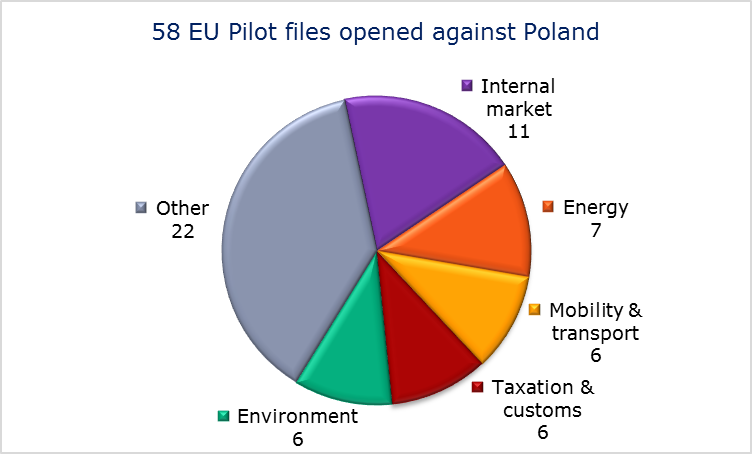 58 EU Pilot files opened against Poland
Internal
market
11
Energy
7
Mobility &
transport
6
Taxation &
customs
6
Environment
6
Other
22